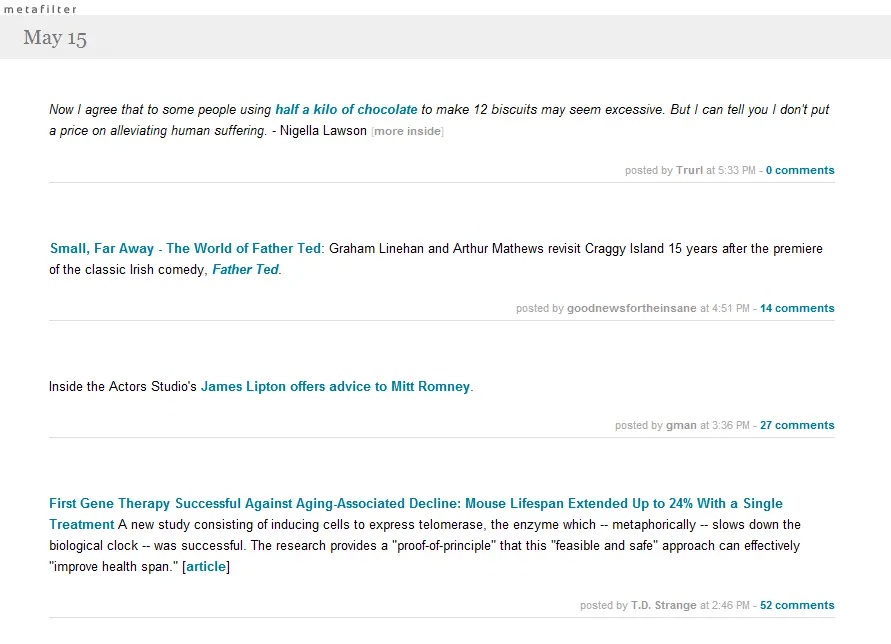 metafilter
May 15
Now I agree that to some people using half a kilo of chocolate to make 12 biscuits may seem excessive. But I can tell you I don't put
a price on alleviating human suffering. - Nigella Lawson [more inside]
posted by Trurl at 5:33 PM - 0 comments
Small, Far Away - The World of Father Ted: Graham Linehan and Arthur Mathews revisit Craggy Island 15 years after the premiere
of the classic Irish comedy, Father Ted.
posted by goodnewsfortheinsane at 4:51 PM - 14 comments
Inside the Actors Studio's James Lipton offers advice to Mitt Romney.
posted by gman at 3:36 PM - 27 comments
First Gene Therapy Successful Against Aging-Associated Decline: Mouse Lifespan Extended Up to 24% With a Single
Treatment A new study consisting of inducing cells to express telomerase, the enzyme which -- metaphorically -- slows down the
biological clock -- was successful. The research provides a "proof-of-principle" that this "feasible and safe" approach can effectively
"improve health span." [article]
posted by T.D. Strange at 2:46 PM - 52 comments